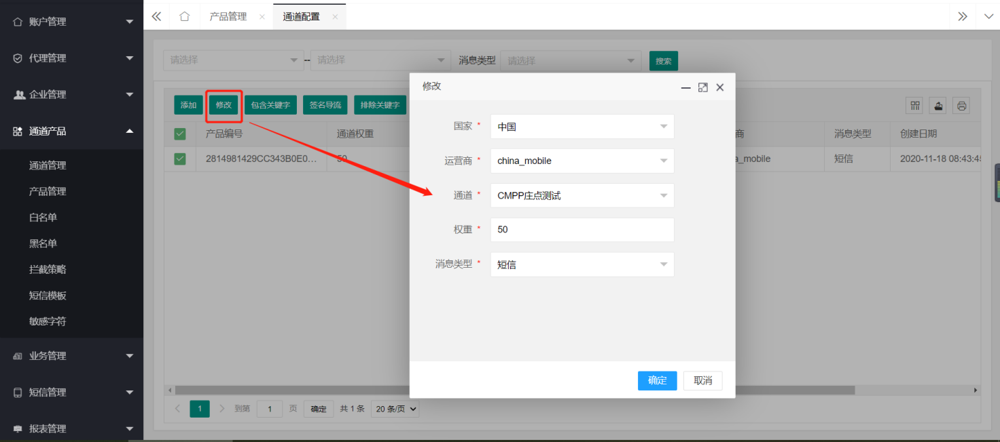 账户管理
代理管理
企业管理
通道产品
通道管理
产品管理
白名单
黑名单
拦截策略
短信模板
敏感字符
业务管理
短信管理
报表管理
产品管理
通道配置
请选择 -- 请选择 消息类型 请选择 搜索
添加 修改 包含关键字 签名导流 排除关键字
产品编号 通道权重 商 消息类型 创建日期
2814981429CC343B0E0... 50 a_mobile 短信 2020-11-18 08:43:45
修改
国家 * 中国
运营商 * china_mobile
通道 * CMPP庄点测试
权重 * 50
消息类型 * 短信
确定 取消
1 到第 1 页 确定 共 1 条 20 条/页